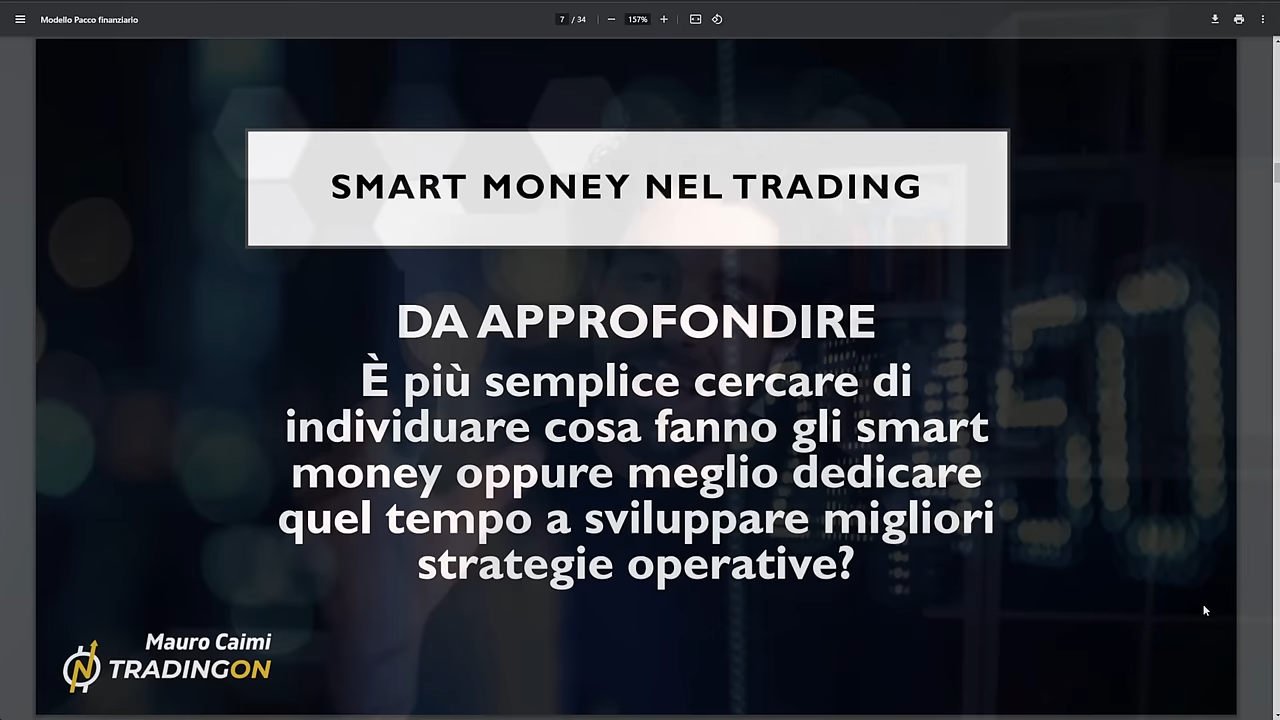 Modello Pacco finanziario
7 / 34
157%
SMART MONEY NEL TRADING
DA APPROFONDIRE
È più semplice cercare di
individuare cosa fanno gli smart
money oppure meglio dedicare
quel tempo a sviluppare migliori
strategie operative?
Mauro Caimi
TRADINGON